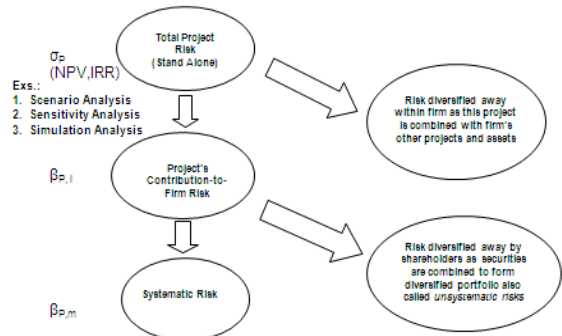 Total Project
Risk
(Stand Alone)
σP
(NPV,IRR)
Exs.:
1. Scenario Analysis
2. Sensitivity Analysis
3. Simulation Analysis
Risk diversified away
within firm as this project
is combined with firm's
other projects and assets
Project's
Contribution-to-
Firm Risk
βP,I
Risk diversified away by
shareholders as securities
are combined to form
diversified portfolio also
called unsystematic risks
Systematic Risk
βP,m